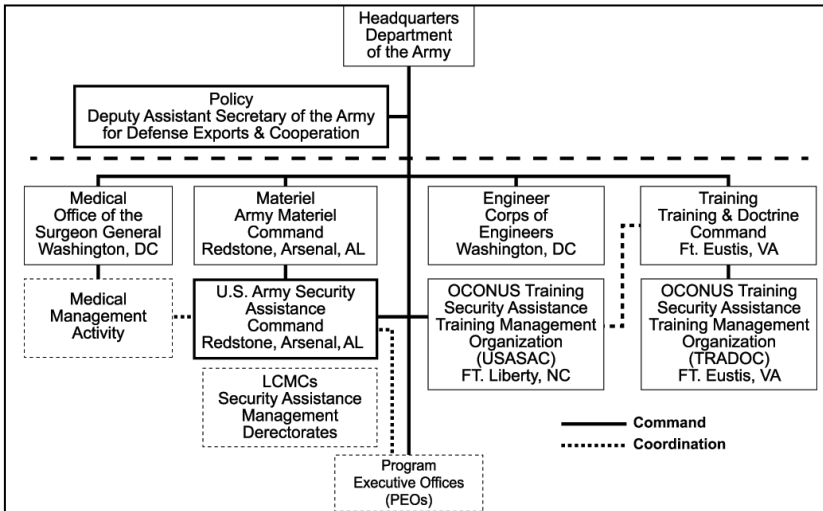 Headquarters
Department
of the Army
Policy
Deputy Assistant Secretary of the Army
for Defense Exports & Cooperation
Medical
Office of the
Surgeon General
Washington, DC
Materiel
Army Materiel
Command
Redstone, Arsenal, AL
Engineer
Corps of
Engineers
Washington, DC
Training
Training & Doctrine
Command
Ft. Eustis, VA
Medical
Management
Activity
U.S. Army Security
Assistance
Command
Redstone, Arsenal, AL
OCONUS Training
Security Assistance
Training Management
Organization
(USASAC)
FT. Liberty, NC
OCONUS Training
Security Assistance
Training Management
Organization
(TRADOC)
FT. Eustis, VA
LCMCs
Security Assistance
Management
Derectorates
Command
Coordination
Program
Executive Offices
(PEOs)